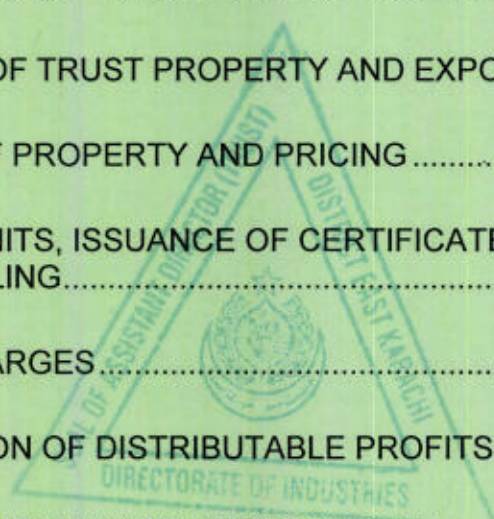 OF TRUST PROPERTY AND EXPO
F PROPERTY AND PRICING..........
NITS, ISSUANCE OF CERTIFICATE
LING..........................................................
ARGES.....................................................
ON OF DISTRIBUTABLE PROFITS
SEAL OF ASSISTANT DIRECTOR (TRUST)
DISTRICT EAST KARACHI
DIRECTORATE OF INDUSTRIES